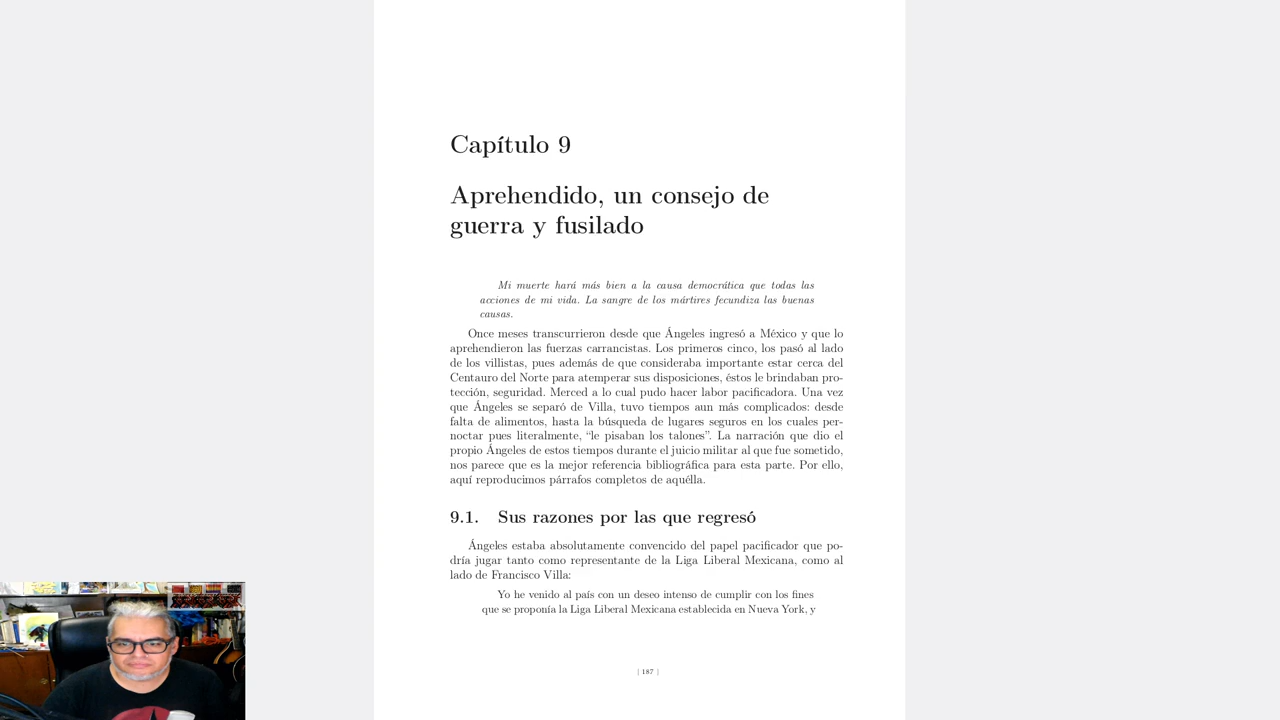 Capítulo 9
Aprehendido, un consejo de
guerra y fusilado
Mi muerte hará más bien a la causa democrática que todas las
acciones de mi vida. La sangre de los mártires fecundiza las buenas
causas.
Once meses transcurrieron desde que Ángeles ingresó a México y que lo
aprehendieron las fuerzas carrancistas. Los primeros cinco, los pasó al lado
de los villistas, pues además de que consideraba importante estar cerca del
Centauro del Norte para atemperar sus disposiciones, éstos le brindaban pro-
tección, seguridad. Merced a lo cual pudo hacer labor pacificadora. Una vez
que Ángeles se separó de Villa, tuvo tiempos aun más complicados: desde
falta de alimentos, hasta la búsqueda de lugares seguros en los cuales per-
noctar pues literalmente, “le pisaban los talones”. La narración que dio el
propio Ángeles de estos tiempos durante el juicio militar al que fue sometido,
nos parece que es la mejor referencia bibliográfica para esta parte. Por ello,
aquí reproducimos párrafos completos de aquélla.
9.1. Sus razones por las que regresó
Ángeles estaba absolutamente convencido del papel pacificador que po-
dría jugar tanto como representante de la Liga Liberal Mexicana, como al
lado de Francisco Villa:
Yo he venido al país con un deseo intenso de cumplir con los fines
que se proponía la Liga Liberal Mexicana establecida en Nueva York, y
| 187 |